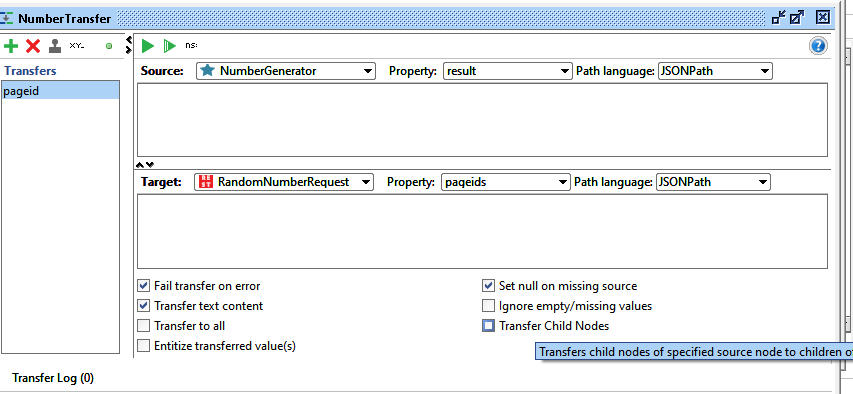 NumberTransfer
XY_ ns:
Transfers
pageid
Source: NumberGenerator Property: result Path language: JSONPath
Target: REST RandomNumberRequest Property: pageids Path language: JSONPath
Fail transfer on error Set null on missing source
Transfer text content Ignore empty/missing values
Transfer to all Transfer Child Nodes
Entitize transferred value(s)
Transfers child nodes of specified source node to children o
Transfer Log (0)